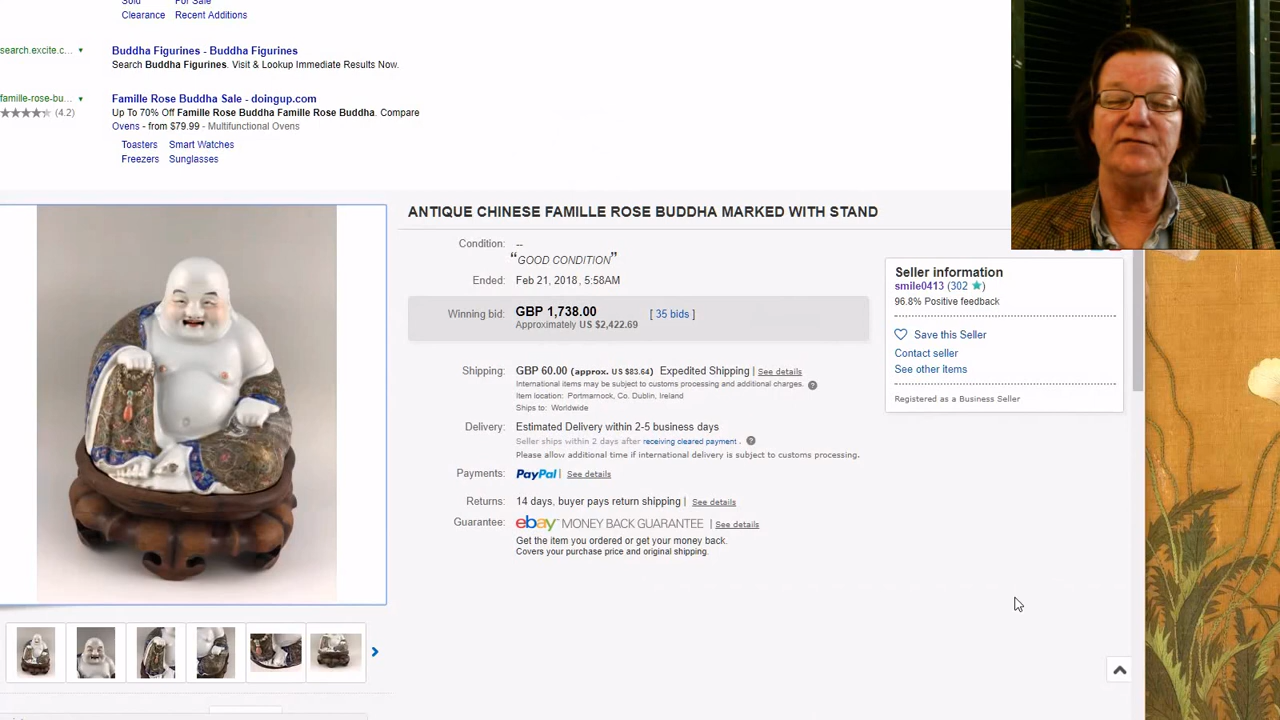 Sold For Sale
Clearance Recent Additions
search.excite.c...
Buddha Figurines - Buddha Figurines
Search Buddha Figurines. Visit & Lookup Immediate Results Now.
famille-rose-bu...
Famille Rose Buddha Sale - doingup.com
(4.2)
Up To 70% Off Famille Rose Buddha Famille Rose Buddha. Compare
Ovens - from $79.99 - Multifunctional Ovens
Toasters Smart Watches
Freezers Sunglasses
ANTIQUE CHINESE FAMILLE ROSE BUDDHA MARKED WITH STAND
Condition: --
“GOOD CONDITION”
Ended: Feb 21, 2018, 5:58AM
Winning bid: GBP 1,738.00 [ 35 bids ]
Approximately US $2,422.69
Shipping: GBP 60.00 (approx. US $83.64) Expedited Shipping | See details
International items may be subject to customs processing and additional charges. ?
Item location: Portmarnock, Co. Dublin, Ireland
Ships to: Worldwide
Delivery: Estimated Delivery within 2-5 business days
Seller ships within 2 days after receiving cleared payment. ?
Please allow additional time if international delivery is subject to customs processing.
Payments: PayPal | See details
Returns: 14 days, buyer pays return shipping | See details
Guarantee: ebay MONEY BACK GUARANTEE | See details
Get the item you ordered or get your money back.
Covers your purchase price and original shipping.
Seller information
smile0413 (302 ★)
96.8% Positive feedback
Save this Seller
Contact seller
See other items
Registered as a Business Seller